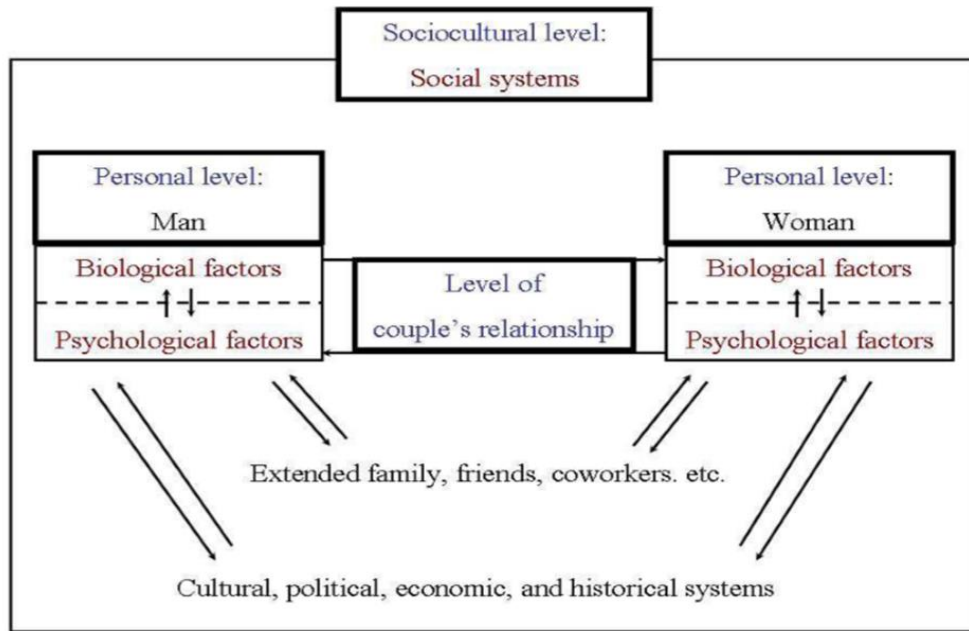 Sociocultural level:
Social systems
Personal level:
Man
Biological factors
Psychological factors
Level of
couple's relationship
Personal level:
Woman
Biological factors
Psychological factors
Extended family, friends, coworkers. etc.
Cultural, political, economic, and historical systems